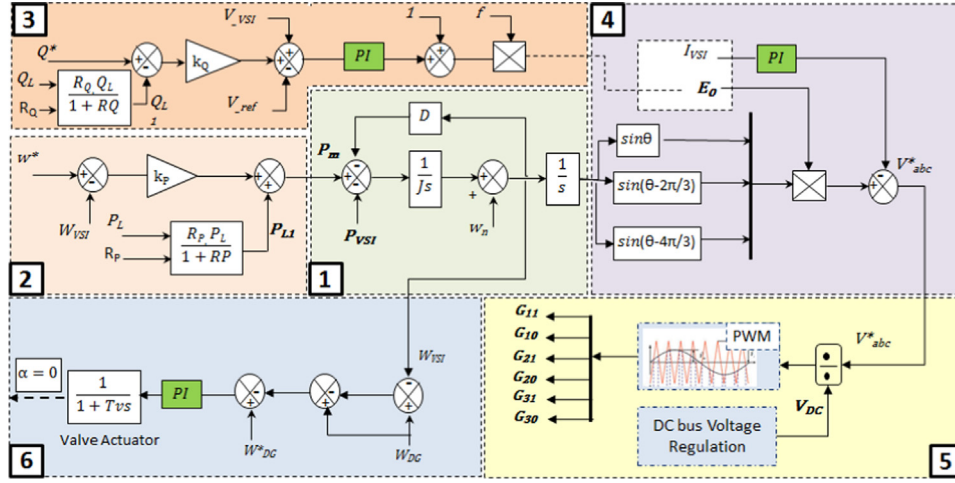 3
Q*
Q_L
R_Q
R_Q.Q_L
1 + RQ
Q_L
1
+
-
k_Q
V_VSI
+
-
+
V_ref
PI
1
+
+
f
4
I_VSI
PI
E_0
sinθ
sin(θ-2π/3)
sin(θ-4π/3)
-
+
V*_abc
w*
+
-
W_VSI
k_P
P_L
R_P
R_P.P_L
1 + RP
+
+
P_L1
2
P_m
D
-
+
-
P_VSI
1
Js
+
+
w_n
1
s
1
G_11
G_10
G_21
G_20
G_31
G_30
PWM
V*_abc
V_DC
DC bus Voltage
Regulation
5
α = 0
1
1 + Tvs
Valve Actuator
PI
W*_DG
W_VSI
W_DG
6